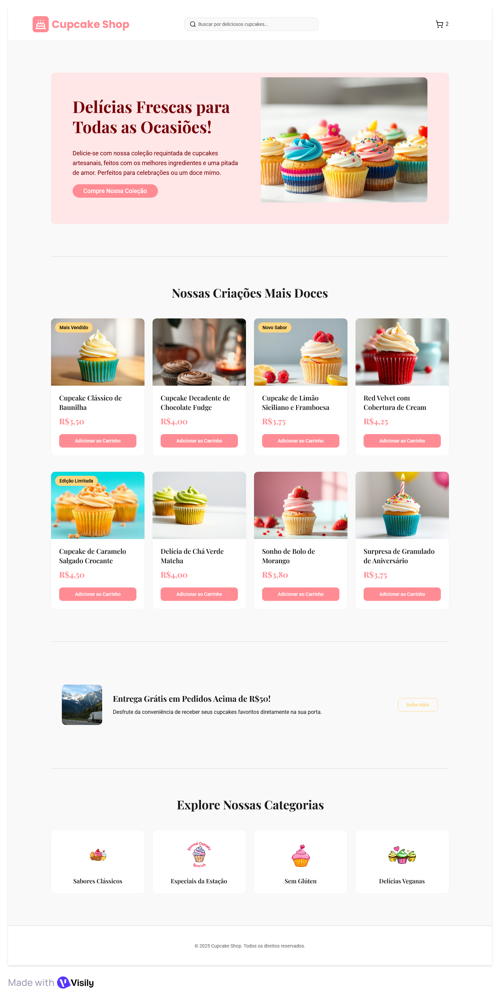 Cupcake Shop
Buscar por deliciosos cupcakes...
2
Delícias Frescas para
Todas as Ocasiões!
Delicie-se com nossa coleção requintada de cupcakes
artesanais, feitos com os melhores ingredientes e uma pitada
de amor. Perfeitos para celebrações ou um doce mimo.
Compre Nossa Coleção
Nossas Criações Mais Doces
Mais Vendido
Cupcake Clássico de
Baunilha
R$3,50
Adicionar ao Carrinho
Cupcake Decadente de
Chocolate Fudge
R$4,00
Adicionar ao Carrinho
Novo Sabor
Cupcake de Limão
Siciliano e Framboesa
R$3,75
Adicionar ao Carrinho
Red Velvet com
Cobertura de Cream
R$4,25
Adicionar ao Carrinho
Edição Limitada
Cupcake de Caramelo
Salgado Crocante
R$4,50
Adicionar ao Carrinho
Delícia de Chá Verde
Matcha
R$4,00
Adicionar ao Carrinho
Sonho de Bolo de
Morango
R$3,80
Adicionar ao Carrinho
Surpresa de Granulado
de Aniversário
R$3,75
Adicionar ao Carrinho
Entrega Grátis em Pedidos Acima de R$50!
Desfrute da conveniência de receber seus cupcakes favoritos diretamente na sua porta.
Saiba Mais
Explore Nossas Categorias
Sabores Clássicos
Seasnai Cupcake
Specials
Especiais da Estação
Sem Glúten
Delícias Veganas
© 2025 Cupcake Shop. Todos os direitos reservados.
Made with Visily